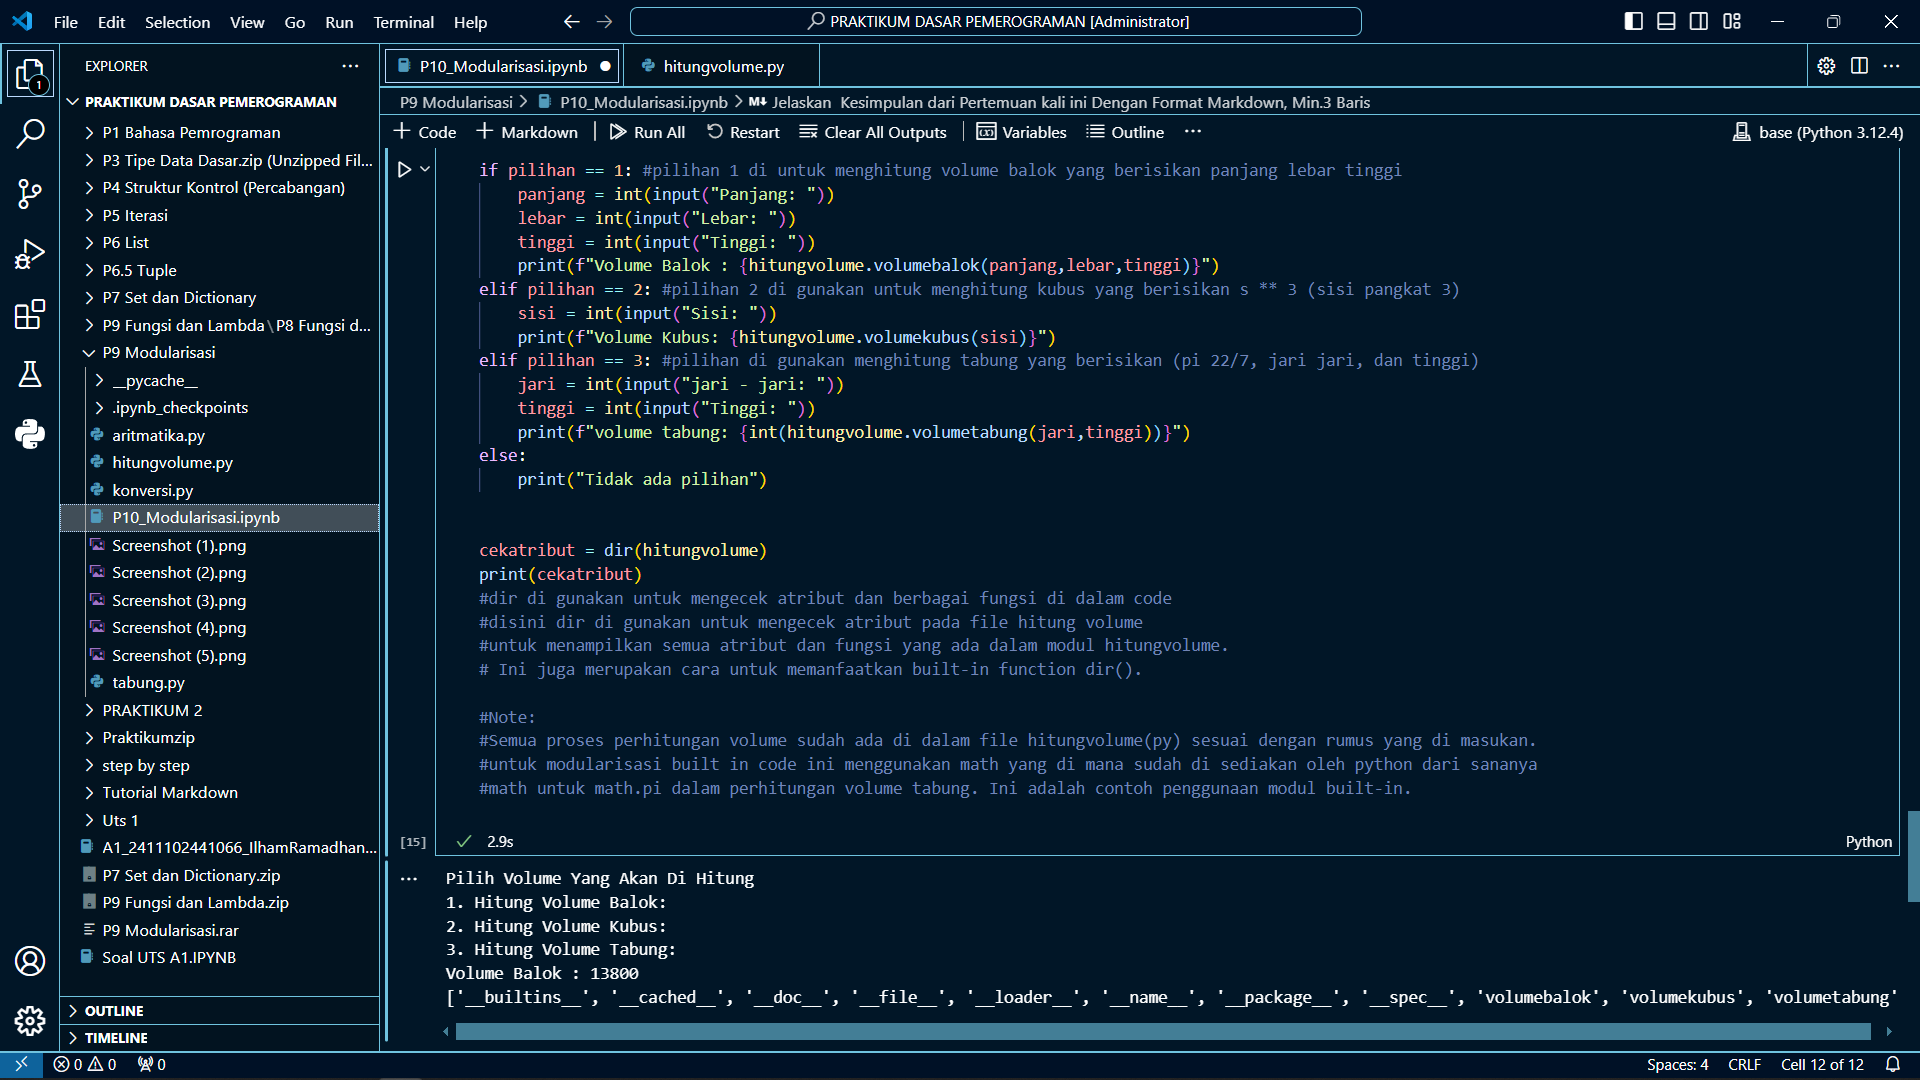 File Edit Selection View Go Run Terminal Help
PRAKTIKUM DASAR PEMEROGRAMAN [Administrator]
EXPLORER
1
PRAKTIKUM DASAR PEMEROGRAMAN
P1 Bahasa Pemrograman
P3 Tipe Data Dasar.zip (Unzipped Fil...
P4 Struktur Kontrol (Percabangan)
P5 Iterasi
P6 List
P6.5 Tuple
P7 Set dan Dictionary
P9 Fungsi dan Lambda\P8 Fungsi d...
P9 Modularisasi
__pycache__
.ipynb_checkpoints
aritmatika.py
hitungvolume.py
konversi.py
P10_Modularisasi.ipynb
Screenshot (1).png
Screenshot (2).png
Screenshot (3).png
Screenshot (4).png
Screenshot (5).png
tabung.py
PRAKTIKUM 2
Praktikumzip
step by step
Tutorial Markdown
Uts 1
A1_2411102441066_IlhamRamadhan...
P7 Set dan Dictionary.zip
P9 Fungsi dan Lambda.zip
P9 Modularisasi.rar
Soal UTS A1.IPYNB
OUTLINE
TIMELINE
P10_Modularisasi.ipynb
hitungvolume.py
P9 Modularisasi > P10_Modularisasi.ipynb > M↓ Jelaskan Kesimpulan dari Pertemuan kali ini Dengan Format Markdown, Min.3 Baris
+ Code + Markdown Run All Restart Clear All Outputs Variables Outline ... base (Python 3.12.4)
if pilihan == 1: #pilihan 1 di untuk menghitung volume balok yang berisikan panjang lebar tinggi
panjang = int(input("Panjang: "))
lebar = int(input("Lebar: "))
tinggi = int(input("Tinggi: "))
print(f"Volume Balok : {hitungvolume.volumebalok(panjang,lebar,tinggi)}")
elif pilihan == 2: #pilihan 2 di gunakan untuk menghitung kubus yang berisikan s ** 3 (sisi pangkat 3)
sisi = int(input("Sisi: "))
print(f"Volume Kubus: {hitungvolume.volumekubus(sisi)}")
elif pilihan == 3: #pilihan di gunakan menghitung tabung yang berisikan (pi 22/7, jari jari, dan tinggi)
jari = int(input("jari - jari: "))
tinggi = int(input("Tinggi: "))
print(f"volume tabung: {int(hitungvolume.volumetabung(jari,tinggi))}")
else:
print("Tidak ada pilihan")
cekatribut = dir(hitungvolume)
print(cekatribut)
#dir di gunakan untuk mengecek atribut dan berbagai fungsi di dalam code
#disini dir di gunakan untuk mengecek atribut pada file hitung volume
#untuk menampilkan semua atribut dan fungsi yang ada dalam modul hitungvolume.
# Ini juga merupakan cara untuk memanfaatkan built-in function dir().
#Note:
#Semua proses perhitungan volume sudah ada di dalam file hitungvolume(py) sesuai dengan rumus yang di masukan.
#untuk modularisasi built in code ini menggunakan math yang di mana sudah di sediakan oleh python dari sananya
#math untuk math.pi dalam perhitungan volume tabung. Ini adalah contoh penggunaan modul built-in.
[15] 2.9s Python
Pilih Volume Yang Akan Di Hitung
1. Hitung Volume Balok:
2. Hitung Volume Kubus:
3. Hitung Volume Tabung:
Volume Balok : 13800
['__builtins__', '__cached__', '__doc__', '__file__', '__loader__', '__name__', '__package__', '__spec__', 'volumebalok', 'volumekubus', 'volumetabung'
0 0 0 Spaces: 4 CRLF Cell 12 of 12